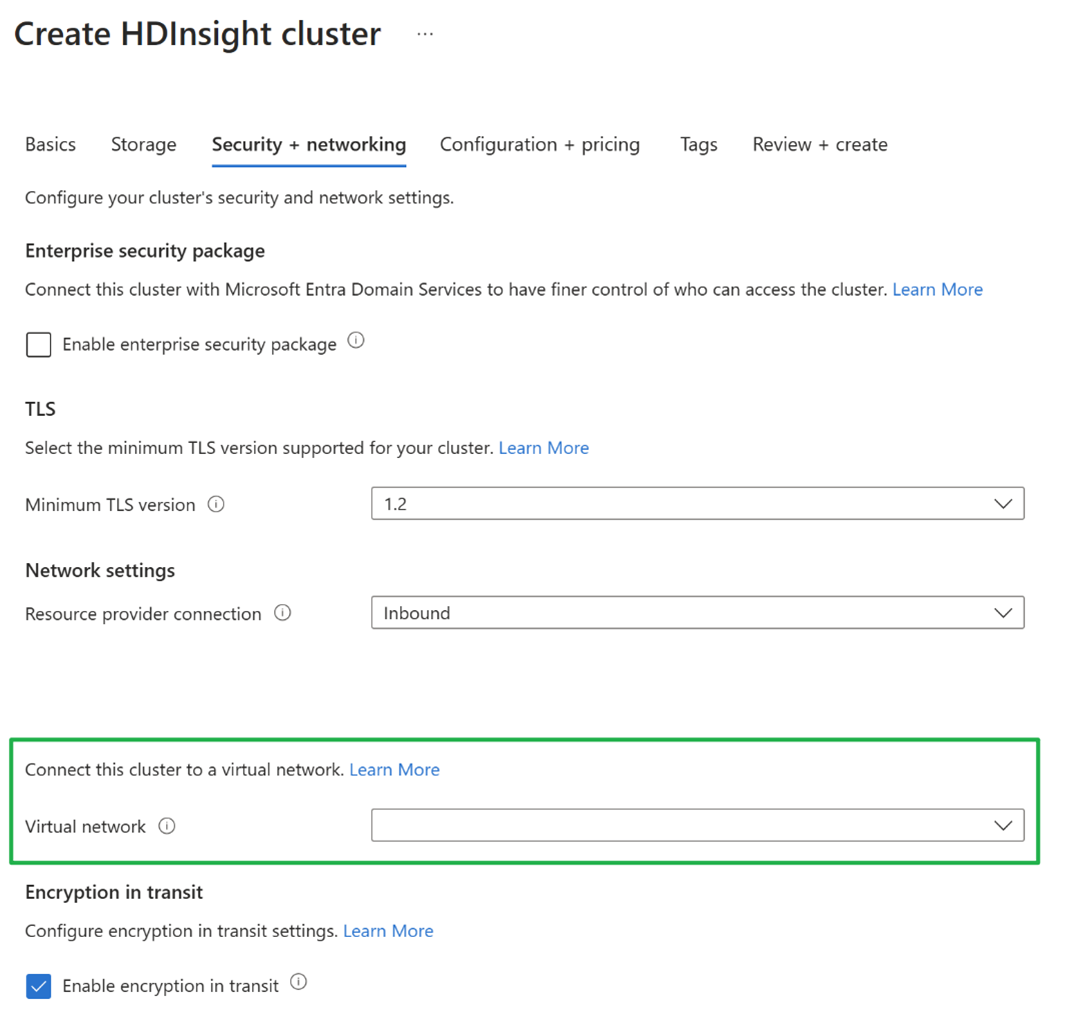 Create HDInsight cluster ...
Basics Storage Security + networking Configuration + pricing Tags Review + create
Configure your cluster's security and network settings.
Enterprise security package
Connect this cluster with Microsoft Entra Domain Services to have finer control of who can access the cluster. Learn More
Enable enterprise security package
TLS
Select the minimum TLS version supported for your cluster. Learn More
Minimum TLS version 1.2
Network settings
Resource provider connection Inbound
Connect this cluster to a virtual network. Learn More
Virtual network
Encryption in transit
Configure encryption in transit settings. Learn More
Enable encryption in transit